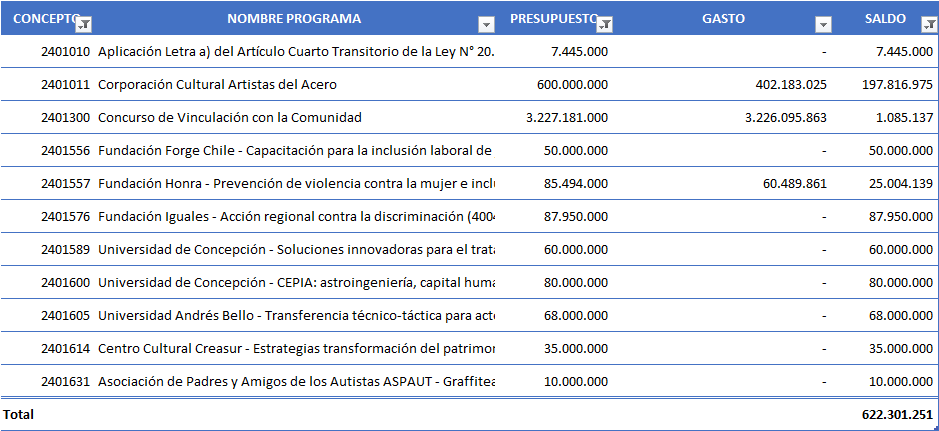 CONCEPTO NOMBRE PROGRAMA PRESUPUESTO GASTO SALDO
2401010 Aplicación Letra a) del Artículo Cuarto Transitorio de la Ley N° 20. 7.445.000 - 7.445.000
2401011 Corporación Cultural Artistas del Acero 600.000.000 402.183.025 197.816.975
2401300 Concurso de Vinculación con la Comunidad 3.227.181.000 3.226.095.863 1.085.137
2401556 Fundación Forge Chile - Capacitación para la inclusión laboral de 50.000.000 - 50.000.000
2401557 Fundación Honra - Prevención de violencia contra la mujer e inclu 85.494.000 60.489.861 25.004.139
2401576 Fundación Iguales - Acción regional contra la discriminación (4004 87.950.000 - 87.950.000
2401589 Universidad de Concepción - Soluciones innovadoras para el trata 60.000.000 - 60.000.000
2401600 Universidad de Concepción - CEPIA: astroingeniería, capital huma 80.000.000 - 80.000.000
2401605 Universidad Andrés Bello - Transferencia técnico-táctica para acto 68.000.000 - 68.000.000
2401614 Centro Cultural Creasur - Estrategias transformación del patrimon 35.000.000 - 35.000.000
2401631 Asociación de Padres y Amigos de los Autistas ASPAUT - Graffitea 10.000.000 - 10.000.000
Total 622.301.251